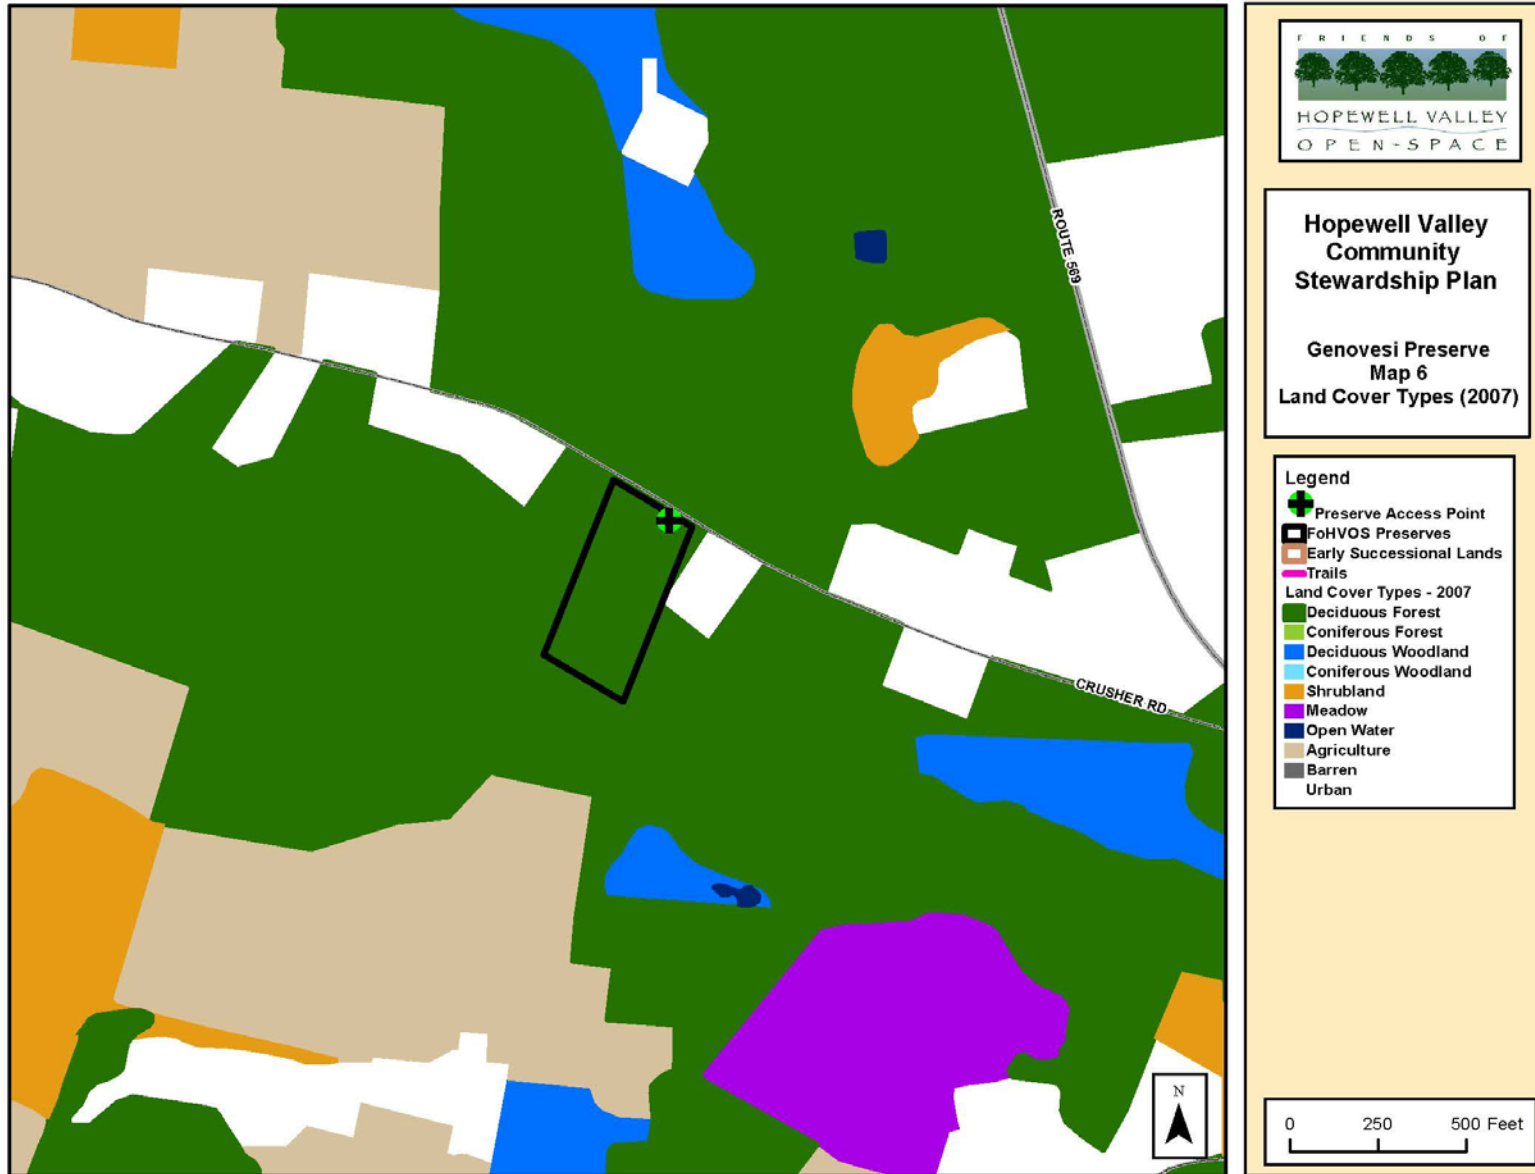 ROUTE 569
CRUSHER RD
N
FRIENDS OF
HOPEWELL VALLEY
OPEN-SPACE
Hopewell Valley
Community
Stewardship Plan
Genovesi Preserve
Map 6
Land Cover Types (2007)
Legend
Preserve Access Point
FoHVOS Preserves
Early Successional Lands
Trails
Land Cover Types - 2007
Deciduous Forest
Coniferous Forest
Deciduous Woodland
Coniferous Woodland
Shrubland
Meadow
Open Water
Agriculture
Barren
Urban
0 250 500 Feet